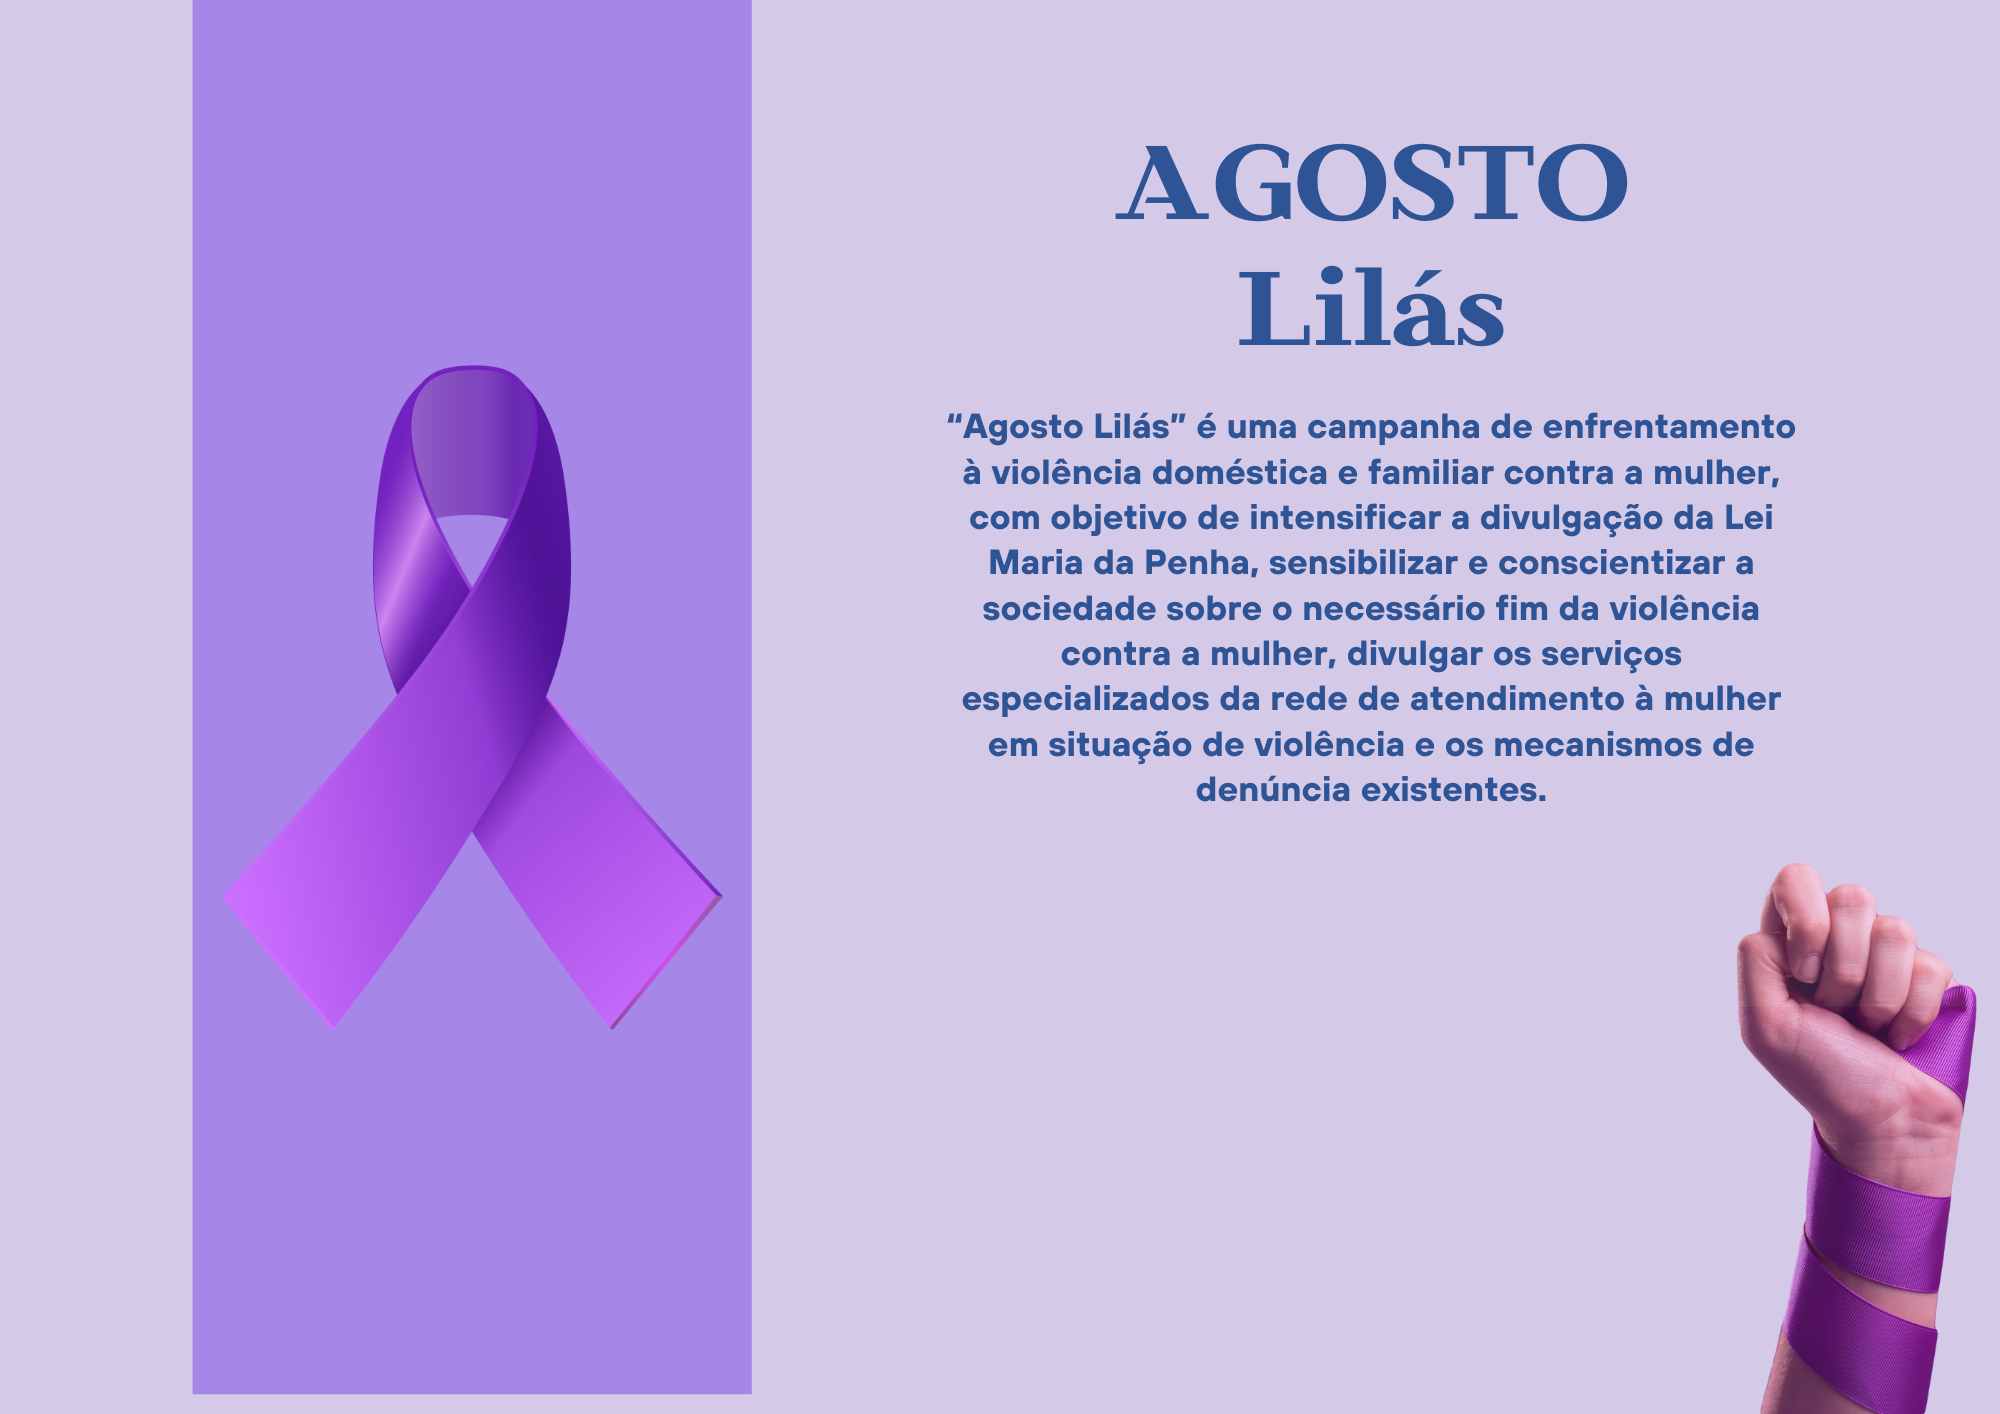 AGOSTO
Lilás
“Agosto Lilás” é uma campanha de enfrentamento
à violência doméstica e familiar contra a mulher,
com objetivo de intensificar a divulgação da Lei
Maria da Penha, sensibilizar e conscientizar a
sociedade sobre o necessário fim da violência
contra a mulher, divulgar os serviços
especializados da rede de atendimento à mulher
em situação de violência e os mecanismos de
denúncia existentes.